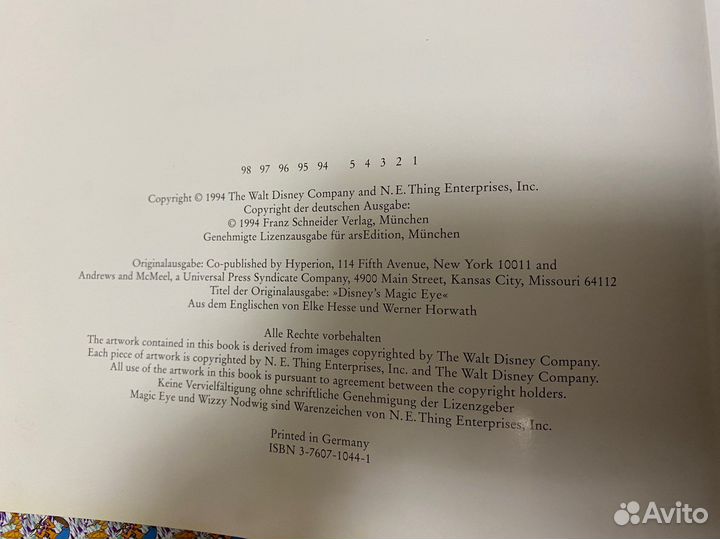 98 97 96 95 94 5 4 3 2 1
Copyright © 1994 The Walt Disney Company and N. E. Thing Enterprises, Inc.
Copyright der deutschen Ausgabe:
© 1994 Franz Schneider Verlag, München
Genehmigte Lizenzausgabe für arsEdition, München
Originalausgabe: Co-published by Hyperion, 114 Fifth Avenue, New York 10011 and
Andrews and McMeel, a Universal Press Syndicate Company, 4900 Main Street, Kansas City, Missouri 64112
Titel der Originalausgabe: »Disney's Magic Eye«
Aus dem Englischen von Elke Hesse und Werner Horwath
Alle Rechte vorbehalten
The artwork contained in this book is derived from images copyrighted by The Walt Disney Company.
Each piece of artwork is copyrighted by N. E. Thing Enterprises, Inc. and The Walt Disney Company.
All use of the artwork in this book is pursuant to agreement between the copyright holders.
Keine Vervielfältigung ohne schriftliche Genehmigung der Lizenzgeber
Magic Eye und Wizzy Nodwig sind Warenzeichen von N. E. Thing Enterprises, Inc.
Printed in Germany
ISBN 3-7607-1044-1
Avito